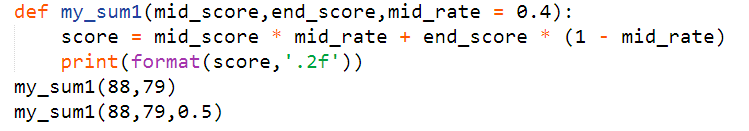 def my_sum1(mid_score,end_score,mid_rate = 0.4):
    score = mid_score * mid_rate + end_score * (1 - mid_rate)
    print(format(score,'.2f'))
my_sum1(88,79)
my_sum1(88,79,0.5)